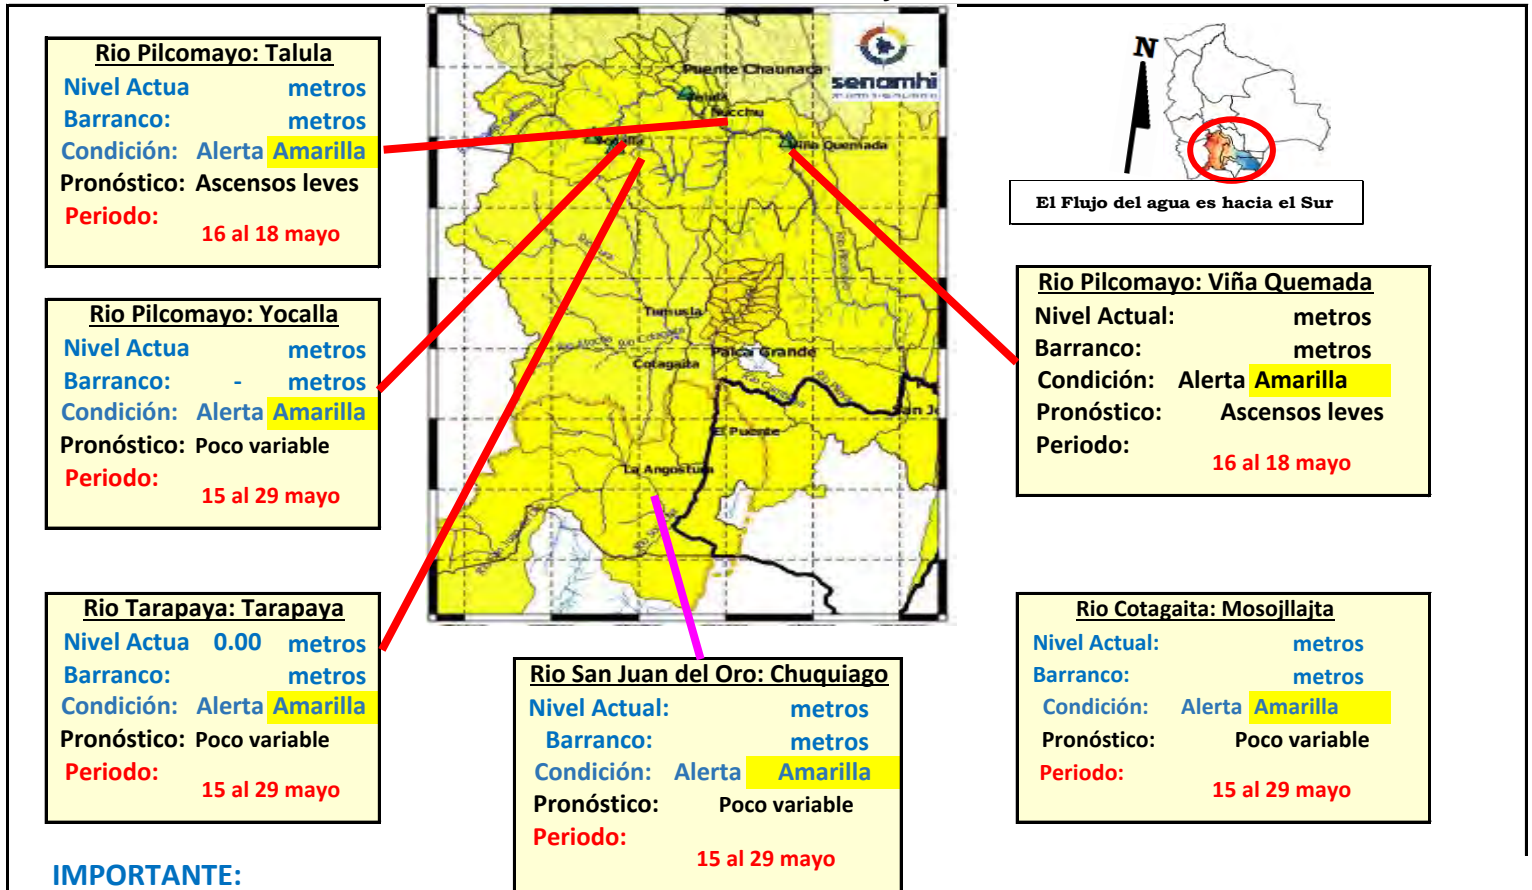 Rio Pilcomayo: Talula
Nivel Actua metros
Barranco: metros
Condición: Alerta Amarilla
Pronóstico: Ascensos leves
Periodo:
16 al 18 mayo
Rio Pilcomayo: Yocalla
Nivel Actua metros
Barranco: - metros
Condición: Alerta Amarilla
Pronóstico: Poco variable
Periodo:
15 al 29 mayo
Rio Tarapaya: Tarapaya
Nivel Actua 0.00 metros
Barranco: metros
Condición: Alerta Amarilla
Pronóstico: Poco variable
Periodo:
15 al 29 mayo
IMPORTANTE:
senamhi
Puente Chaunaca
Talula
Ñucchu
Viña Quemada
Tumusla
Rio Cotagaita
Palca Grande
Cotagaita
San J
El Puente
La Angostura
Rio San Juan del Oro: Chuquiago
Nivel Actual: metros
Barranco: metros
Condición: Alerta Amarilla
Pronóstico: Poco variable
Periodo:
15 al 29 mayo
N
El Flujo del agua es hacia el Sur
Rio Pilcomayo: Viña Quemada
Nivel Actual: metros
Barranco: metros
Condición: Alerta Amarilla
Pronóstico: Ascensos leves
Periodo:
16 al 18 mayo
Rio Cotagaita: Mosojllajta
Nivel Actual: metros
Barranco: metros
Condición: Alerta Amarilla
Pronóstico: Poco variable
Periodo:
15 al 29 mayo